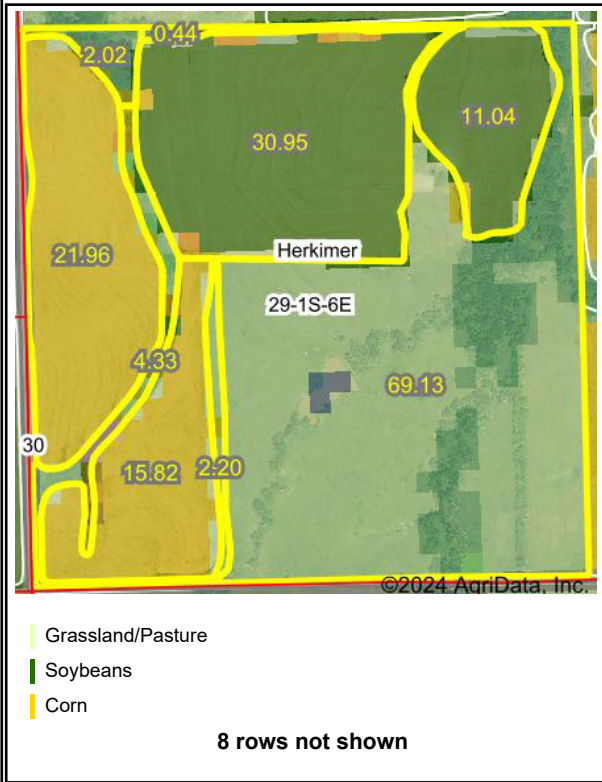 0.44
2.02
11.04
30.95
Herkimer
21.96
29-1S-6E
4.33
69.13
30
15.82
2.20
©2024 AgriData, Inc.
Grassland/Pasture
Soybeans
Corn
8 rows not shown